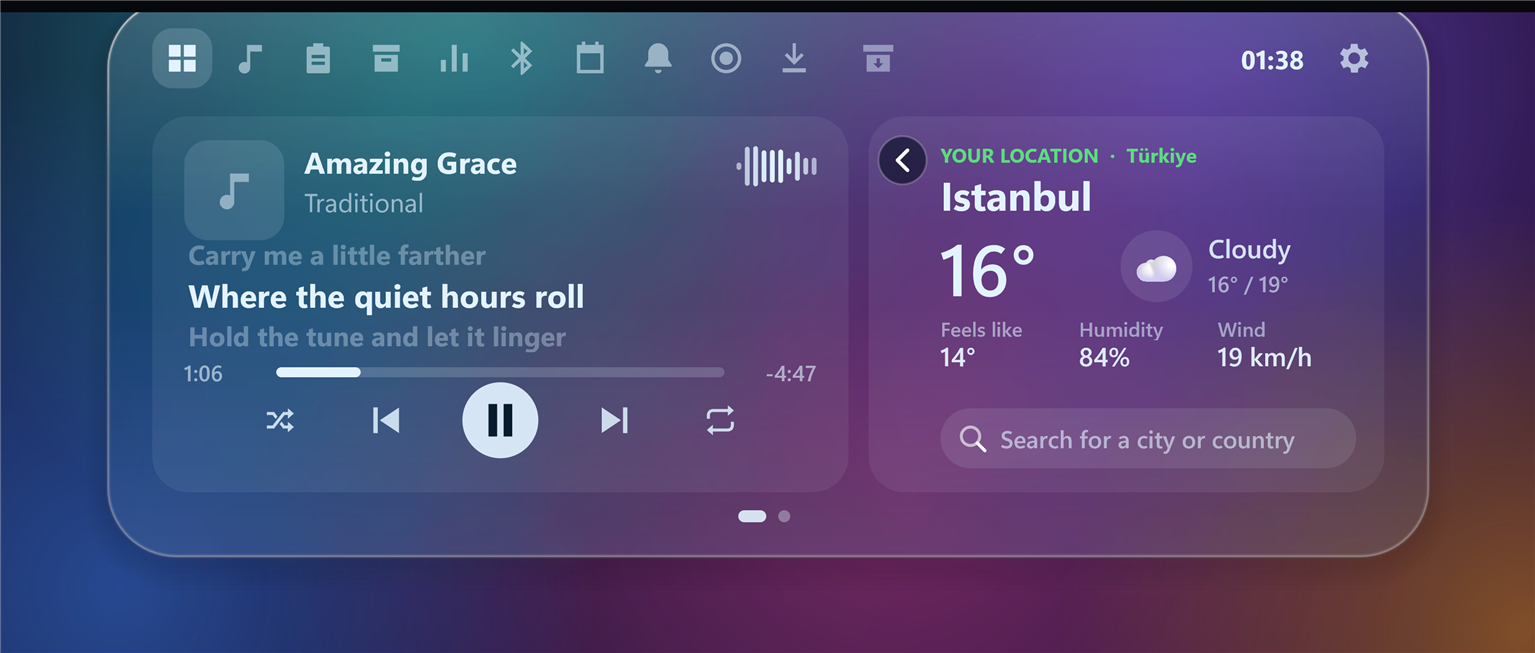 01:38
Amazing Grace
Traditional
Carry me a little farther
Where the quiet hours roll
Hold the tune and let it linger
1:06
-4:47
YOUR LOCATION · Türkiye
Istanbul
16°
Cloudy
16° / 19°
Feels like Humidity Wind
14° 84% 19 km/h
Search for a city or country